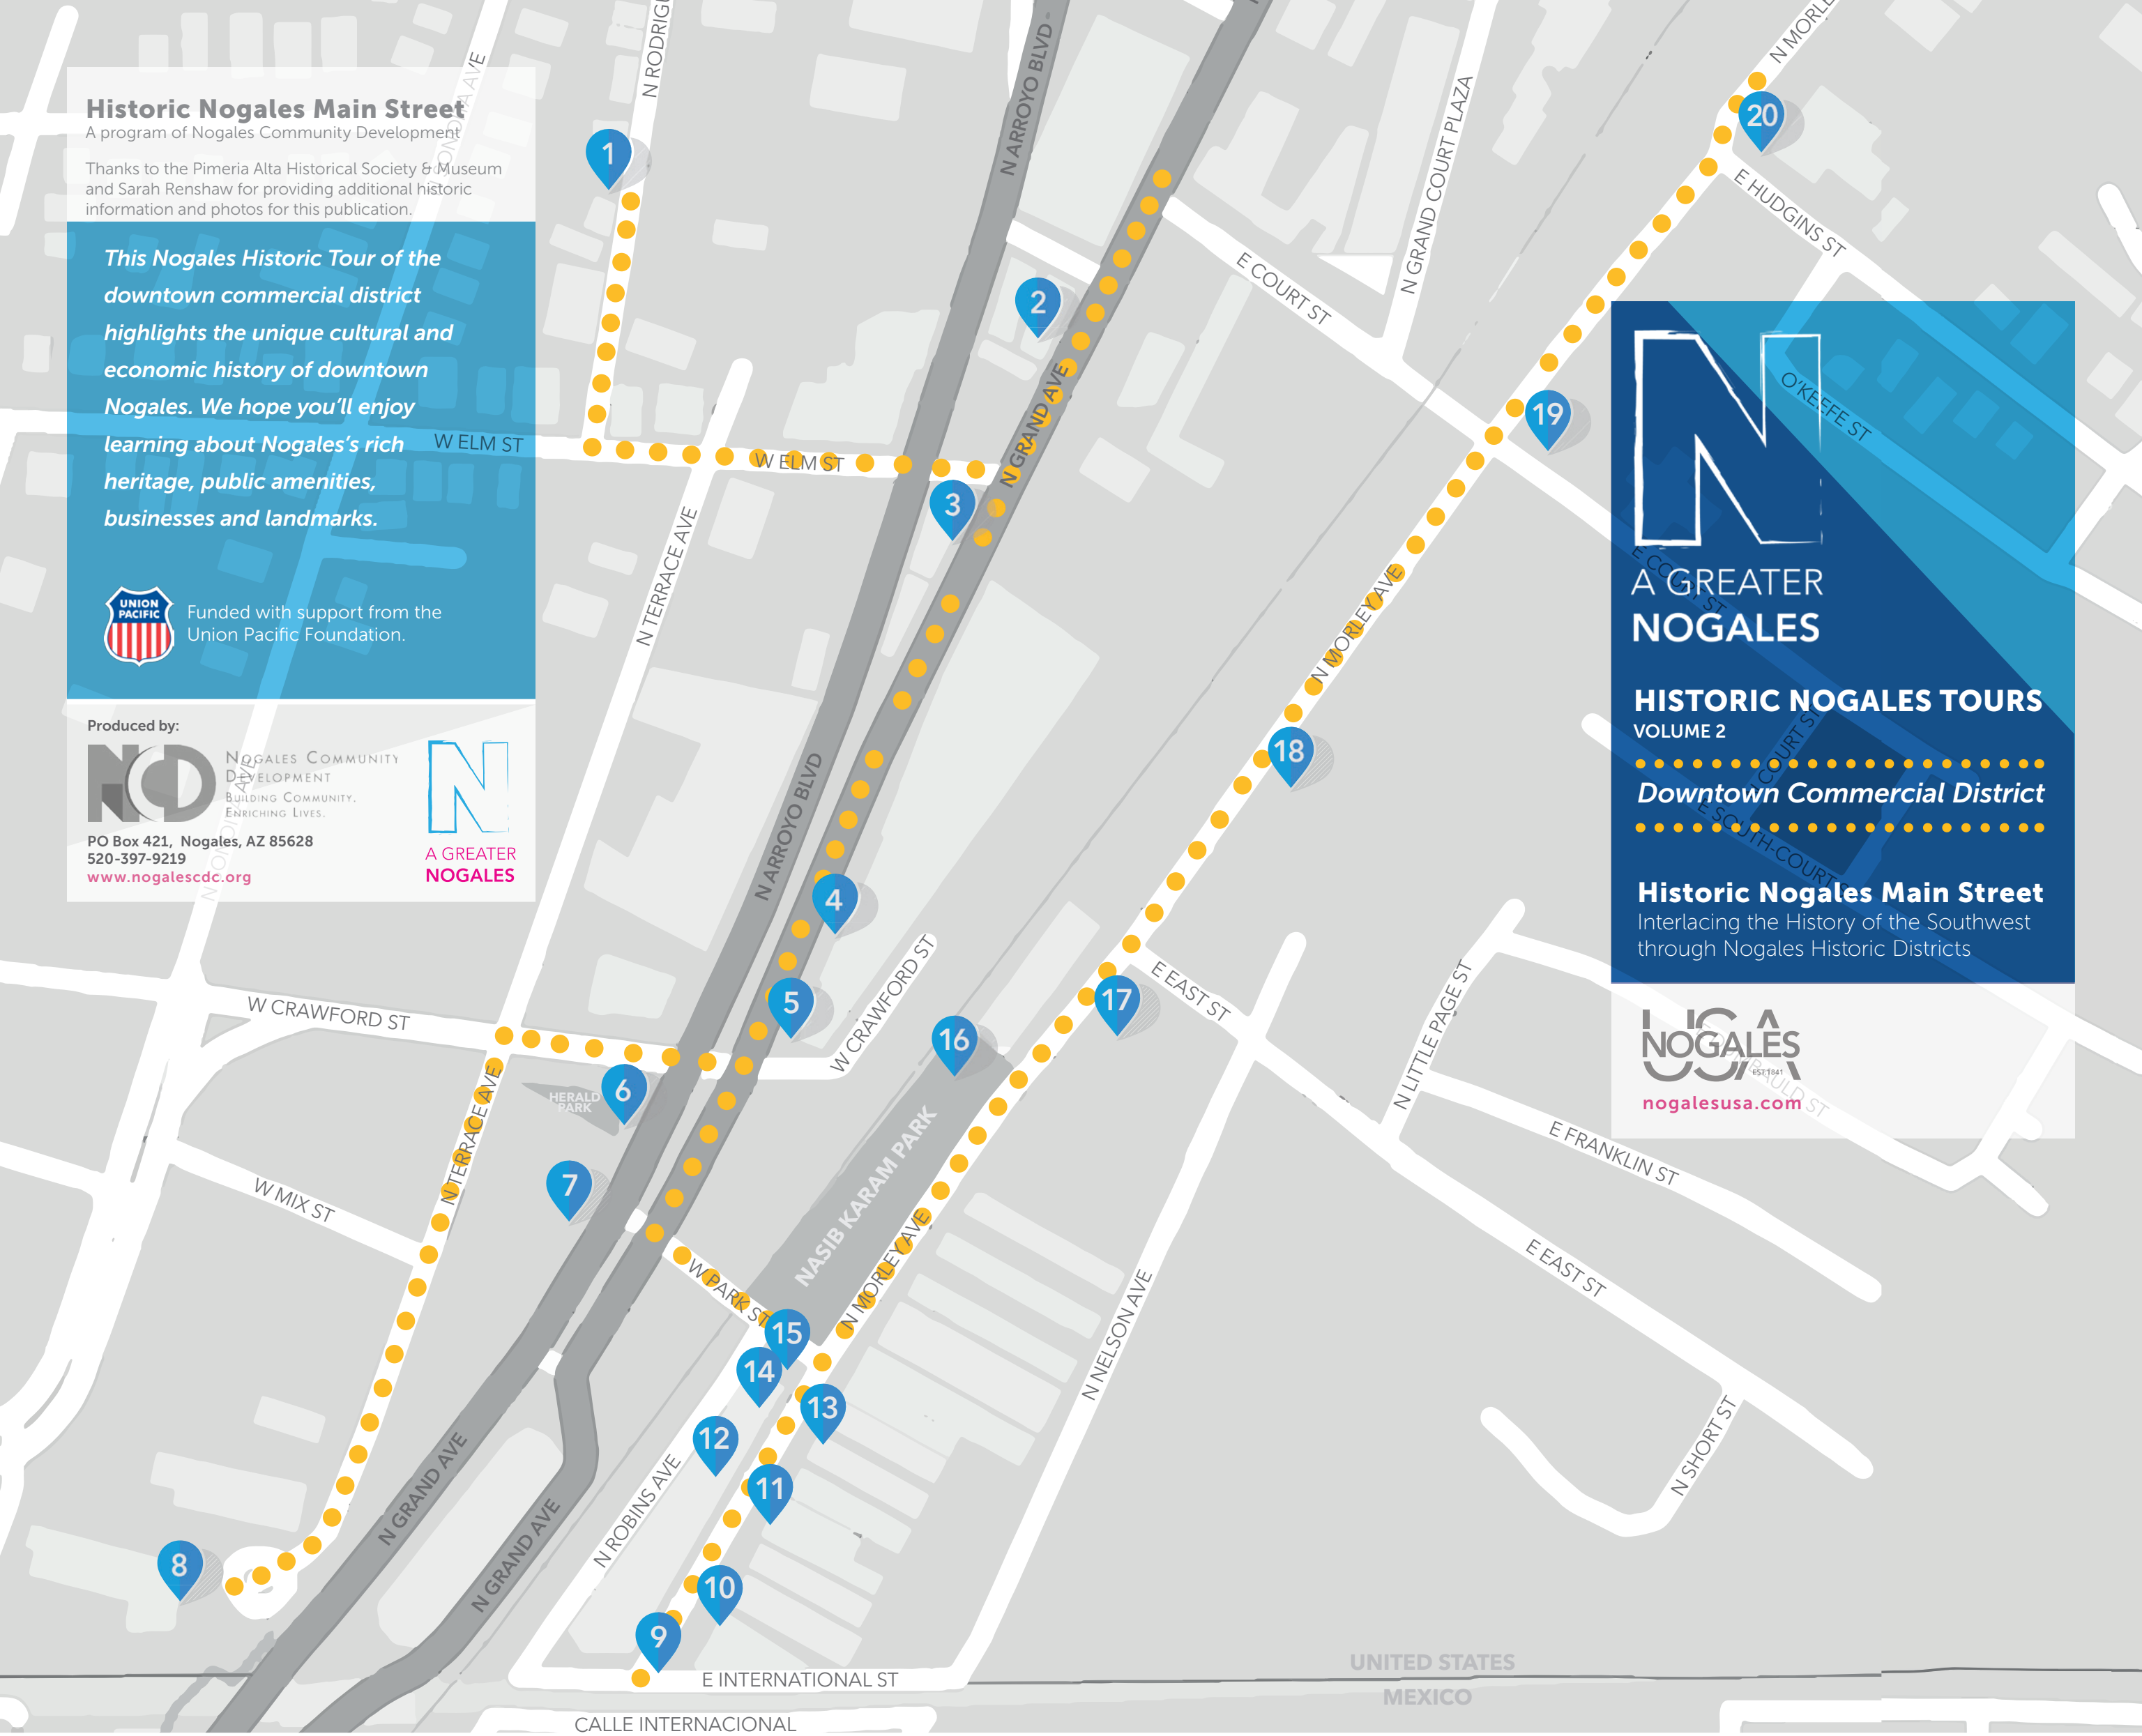 Historic Nogales Main Street
A program of Nogales Community Development
Thanks to the Pimeria Alta Historical Society & Museum
and Sarah Renshaw for providing additional historic
information and photos for this publication.
This Nogales Historic Tour of the
downtown commercial district
highlights the unique cultural and
economic history of downtown
Nogales. We hope you'll enjoy
learning about Nogales's rich
heritage, public amenities,
businesses and landmarks.
UNION
PACIFIC
Funded with support from the
Union Pacific Foundation.
Produced by:
NCD
NOGALES COMMUNITY
DEVELOPMENT
BUILDING COMMUNITY.
ENRICHING LIVES.
PO Box 421, Nogales, AZ 85628
520-397-9219
www.nogalescdc.org
N
A GREATER
NOGALES
N
A GREATER
NOGALES
HISTORIC NOGALES TOURS
VOLUME 2
Downtown Commercial District
Historic Nogales Main Street
Interlacing the History of the Southwest
through Nogales Historic Districts
USA
NOGALES
EST.1841
nogalesusa.com
N ARROYO BLVD
N GRAND COURT PLAZA
E HUDGINS ST
E COURT ST
O'KEEFE ST
W ELM ST
W ELM ST
N GRAND AVE
N TERRACE AVE
N MORLEY AVE
E COURT ST
COURT ST
E SOUTH-COURT
N ARROYO BLVD
W CRAWFORD ST
W CRAWFORD ST
E EAST ST
N LITTLE PAGE ST
HERALD
PARK
NASIB KARAM PARK
N TERRACE AVE
W MIX ST
E FRANKLIN ST
W PARK ST
N MORLEY AVE
E EAST ST
N NELSON AVE
N SHORT ST
N GRAND AVE
N GRAND AVE
N ROBINS AVE
E INTERNATIONAL ST
UNITED STATES
MEXICO
CALLE INTERNACIONAL
1
2
3
4
5
6
7
8
9
10
11
12
13
14
15
16
17
18
19
20